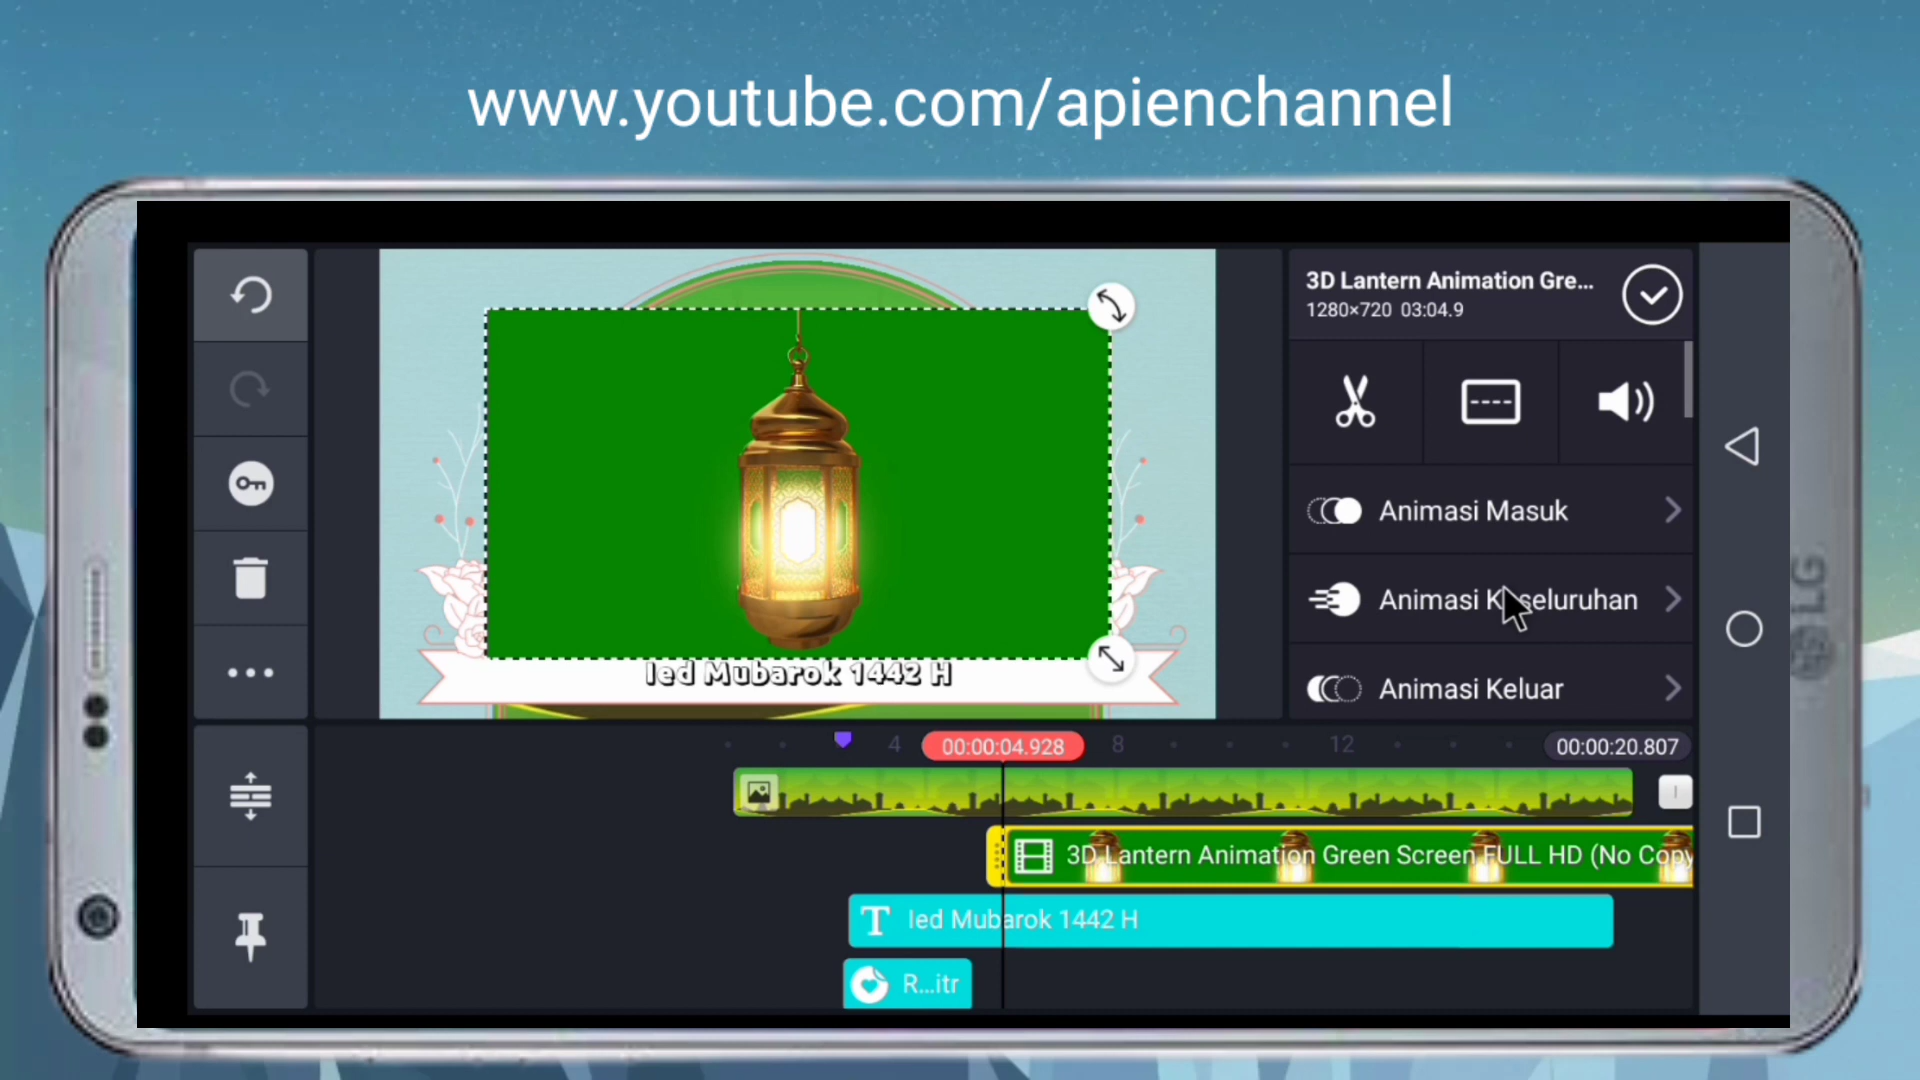 www.youtube.com/apienchannel
3D Lantern Animation Gre...
1280×720 03:04.9
Animasi Masuk
Animasi Keseluruhan
Animasi Keluar
Ied Mubarok 1442 H
4
00:00:04.928
8
12
00:00:20.807
3D Lantern Animation Green Screen FULL HD (No Copy
T Ied Mubarok 1442 H
R...itr
LG